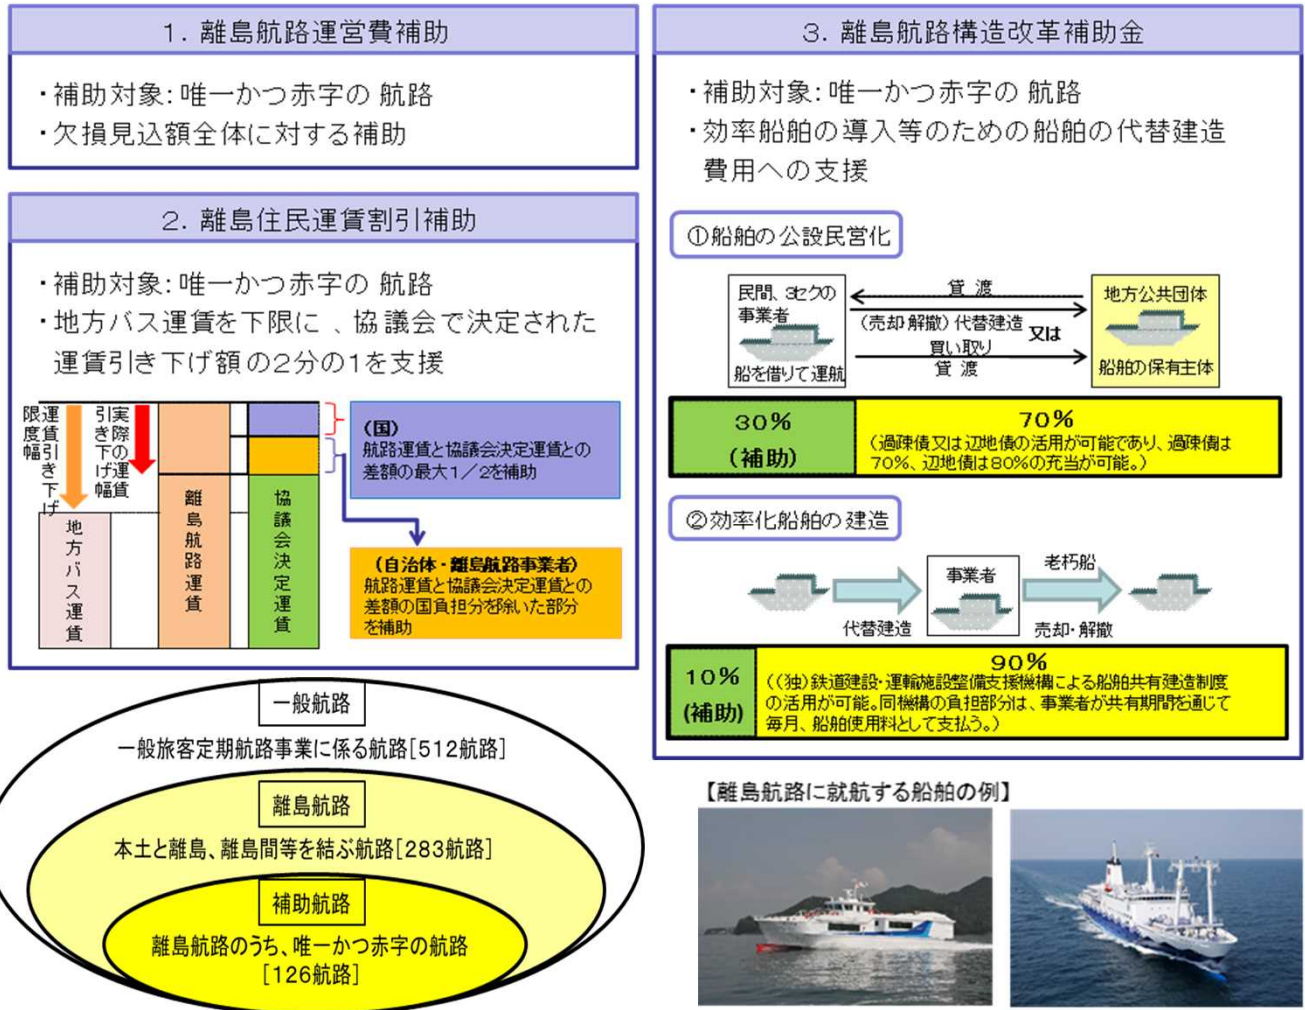 1. 離島航路運営費補助
・補助対象:唯一かつ赤字の 航路
・欠損見込額全体に対する補助
2. 離島住民運賃割引補助
・補助対象:唯一かつ赤字の 航路
・地方バス運賃を下限に 、協議会で決定された
運賃引き下げ額の2分の1を支援
運賃引き下げ
限度幅
実際の運賃
引き下げ幅
地方バス運賃
離島航路運賃
協議会決定運賃
(国)
航路運賃と協議会決定運賃との
差額の最大1/2を補助
(自治体・離島航路事業者)
航路運賃と協議会決定運賃との
差額の国負担分を除いた部分
を補助
一般航路
一般旅客定期航路事業に係る航路[512航路]
離島航路
本土と離島、離島間等を結ぶ航路[283航路]
補助航路
離島航路のうち、唯一かつ赤字の航路
[126航路]
3. 離島航路構造改革補助金
・補助対象:唯一かつ赤字の 航路
・効率船舶の導入等のための船舶の代替建造
費用への支援
①船舶の公設民営化
民間、3セクの
事業者
船を借りて運航
貸 渡
(売却・解撤)代替建造
又は
買い取り
貸 渡
地方公共団体
船舶の保有主体
30%
(補助)
70%
(過疎債又は辺地債の活用が可能であり、過疎債は
70%、辺地債は80%の充当が可能。)
②効率化船舶の建造
代替建造
事業者
老朽船
売却・解撤
10%
(補助)
90%
((独)鉄道建設・運輸施設整備支援機構による船舶共有建造制度
の活用が可能。同機構の負担部分は、事業者が共有期間を通じて
毎月、船舶使用料として支払う。)
【離島航路に就航する船舶の例】